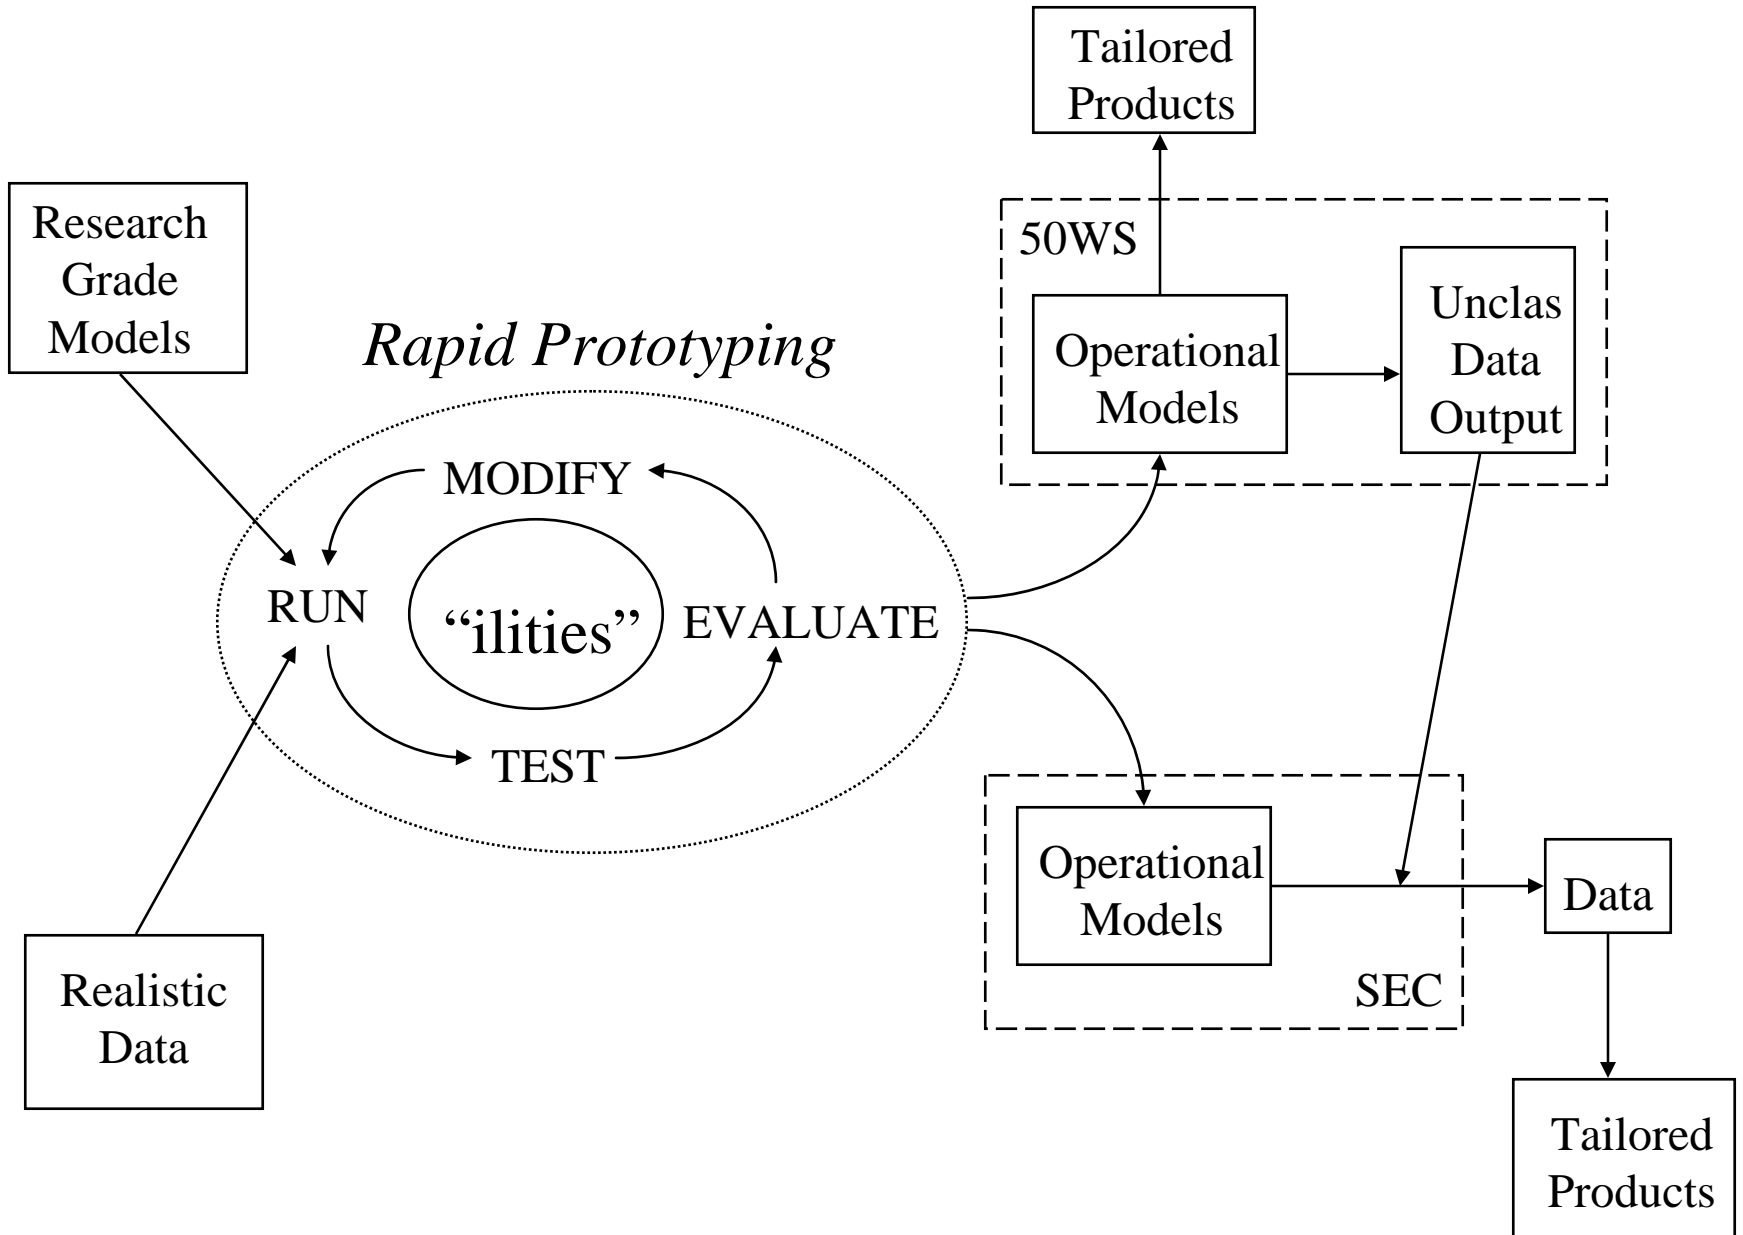 Tailored
Products
Research
Grade
Models
50WS
Unclas
Data
Output
Operational
Models
Rapid Prototyping
MODIFY
RUN
“ilities”
EVALUATE
TEST
Operational
Models
SEC
Data
Realistic
Data
Tailored
Products